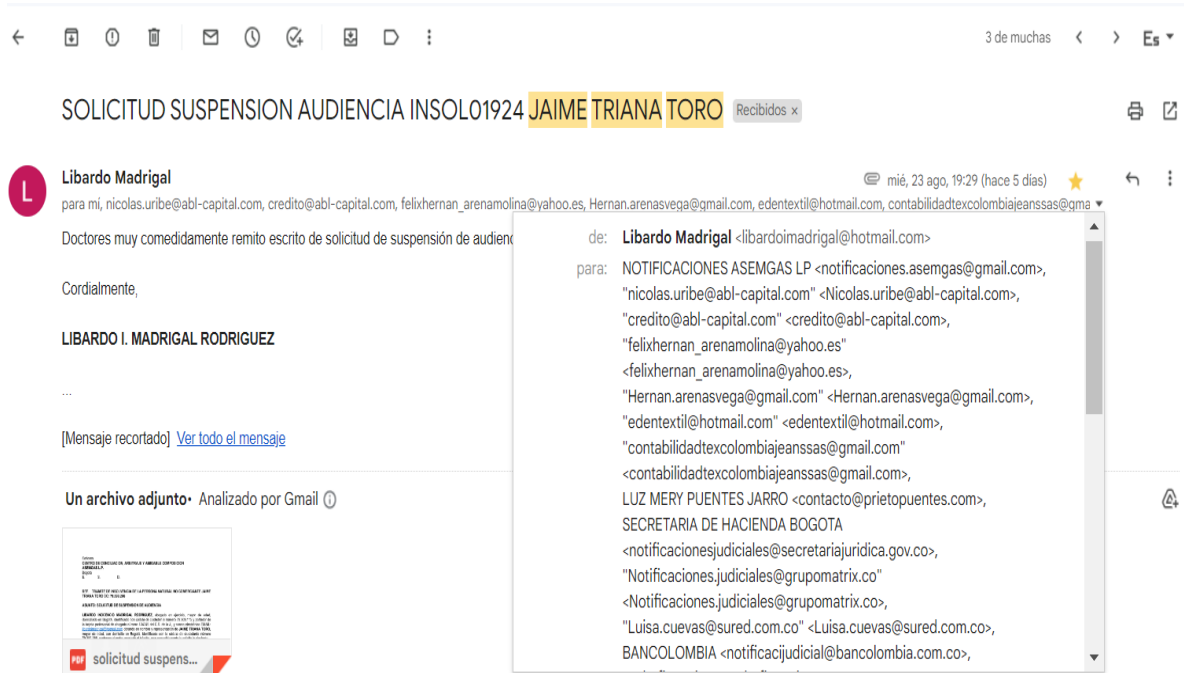 3 de muchas
Es
SOLICITUD SUSPENSION AUDIENCIA INSOL01924 JAIME TRIANA TORO Recibidos ×
L
Libardo Madrigal
mié, 23 ago, 19:29 (hace 5 días)
para mí, nicolas.uribe@abl-capital.com, credito@abl-capital.com, felixhernan_arenamolina@yahoo.es, Hernan.arenasvega@gmail.com, edentextil@hotmail.com, contabilidadtexcolombiajeanssas@gma
Doctores muy comedidamente remito escrito de solicitud de suspensión de audienc
Cordialmente,
LIBARDO I. MADRIGAL RODRIGUEZ
...
[Mensaje recortado] Ver todo el mensaje
Un archivo adjunto• Analizado por Gmail
PDF solicitud suspens...
de: Libardo Madrigal <libardoimadrigal@hotmail.com>
para: NOTIFICACIONES ASEMGAS LP <notificaciones.asemgas@gmail.com>,
"nicolas.uribe@abl-capital.com" <Nicolas.uribe@abl-capital.com>,
"credito@abl-capital.com" <credito@abl-capital.com>,
"felixhernan_arenamolina@yahoo.es"
<felixhernan_arenamolina@yahoo.es>,
"Hernan.arenasvega@gmail.com" <Hernan.arenasvega@gmail.com>,
"edentextil@hotmail.com" <edentextil@hotmail.com>,
"contabilidadtexcolombiajeanssas@gmail.com"
<contabilidadtexcolombiajeanssas@gmail.com>,
LUZ MERY PUENTES JARRO <contacto@prietopuentes.com>,
SECRETARIA DE HACIENDA BOGOTA
<notificacionesjudiciales@secretariajuridica.gov.co>,
"Notificaciones.judiciales@grupomatrix.co"
<Notificaciones.judiciales@grupomatrix.co>,
"Luisa.cuevas@sured.com.co" <Luisa.cuevas@sured.com.co>,
BANCOLOMBIA <notificacijudicial@bancolombia.com.co>,